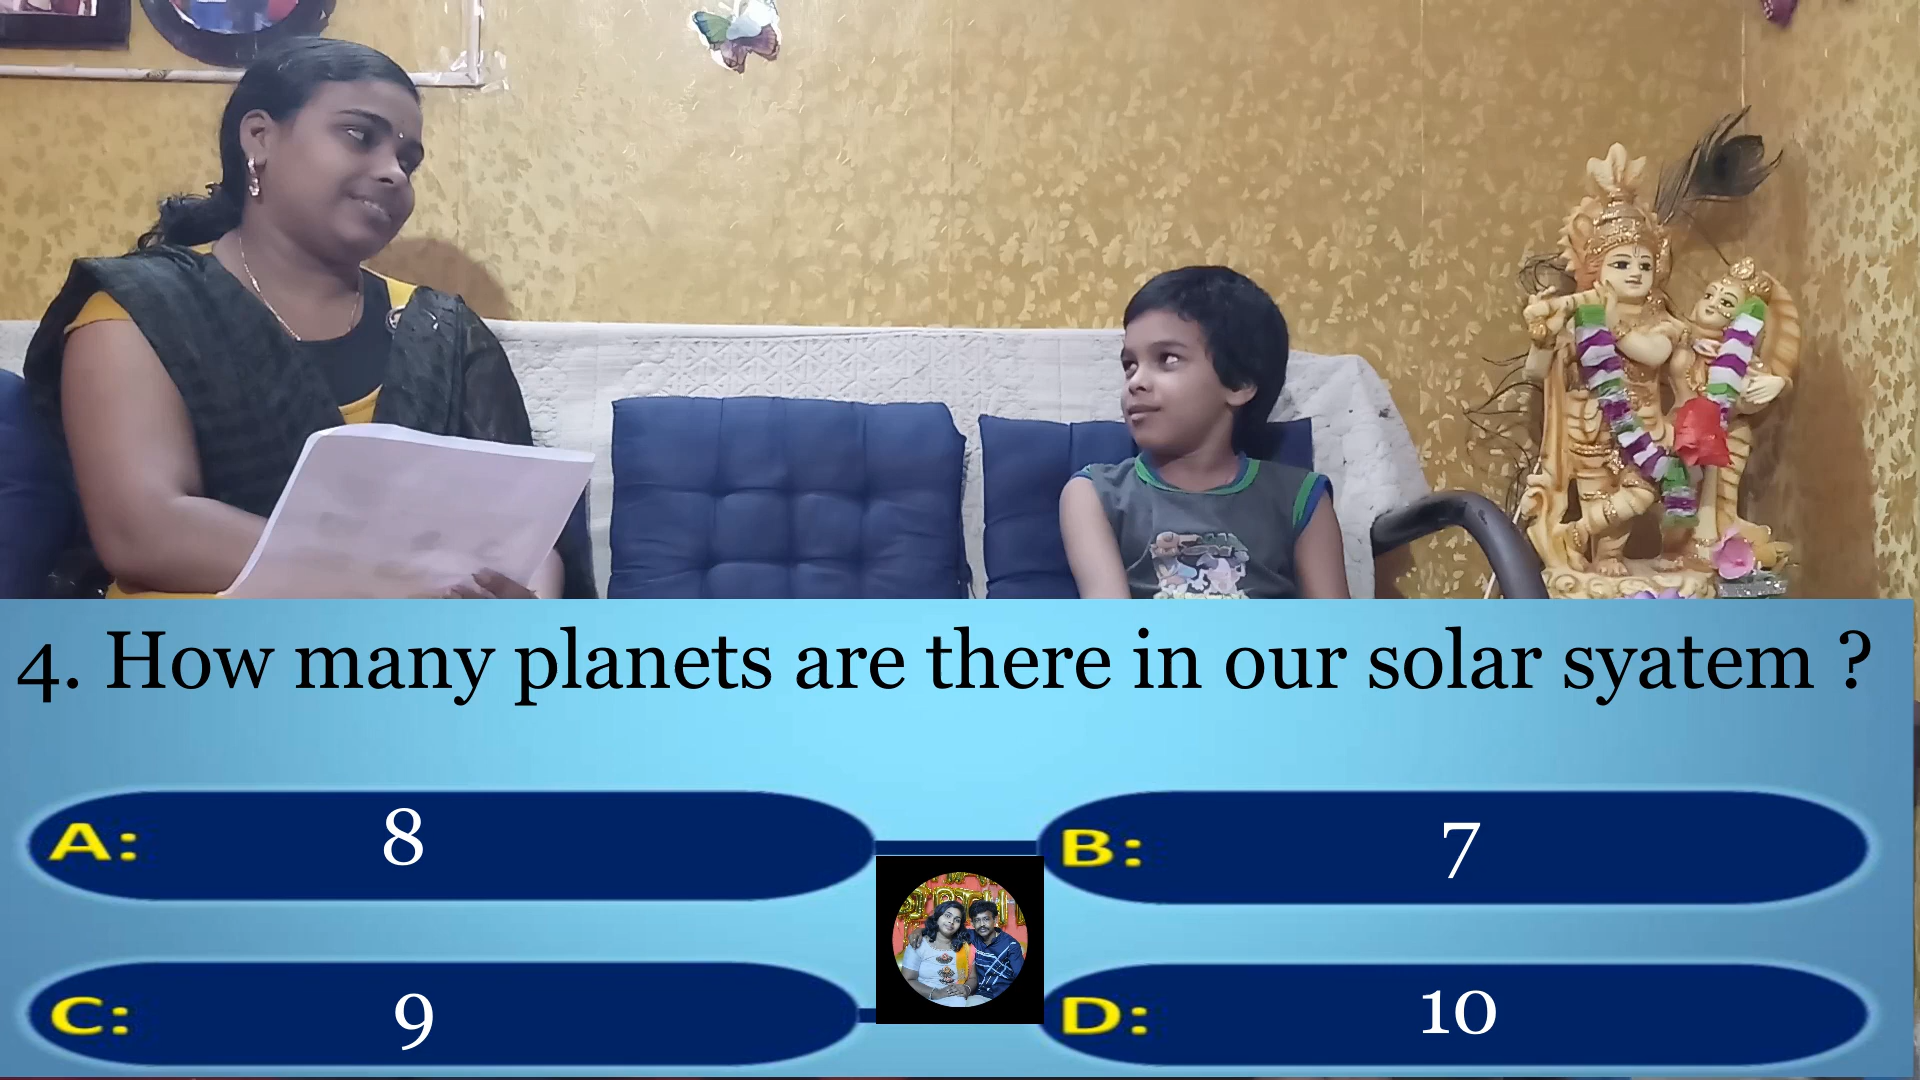 4. How many planets are there in our solar syatem ?
A: 8
B: 7
C: 9
D: 10